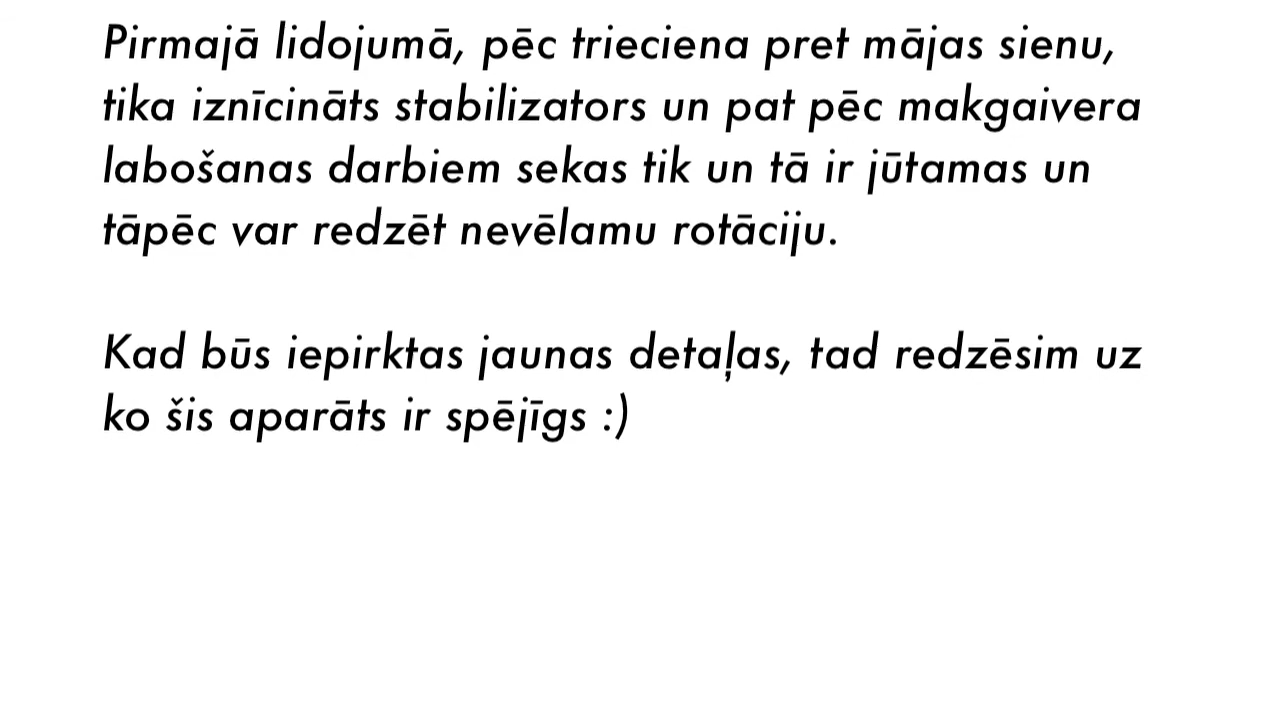 Pirmajā lidojumā, pēc trieciena pret mājas sienu,
tika iznīcināts stabilizators un pat pēc makgaivera
labošanas darbiem sekas tik un tā ir jūtamas un
tāpēc var redzēt nevēlamu rotāciju.
Kad būs iepirktas jaunas detaļas, tad redzēsim uz
ko šis aparāts ir spējīgs :)